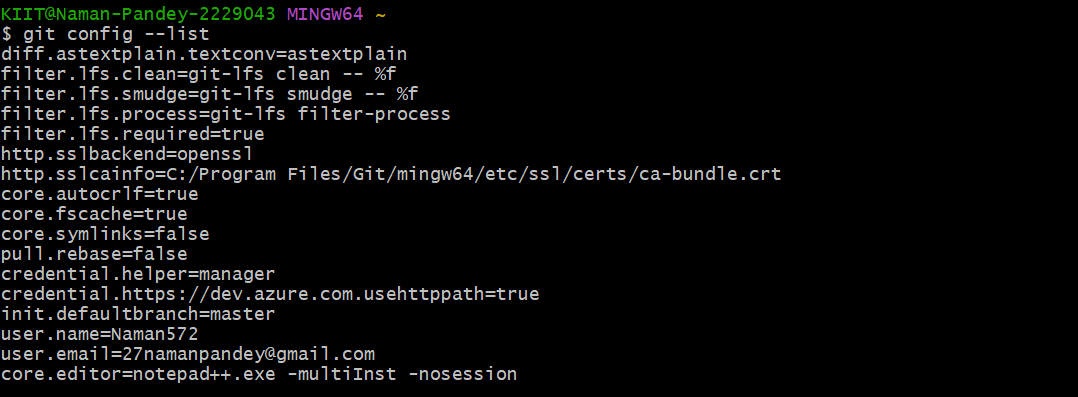 KIIT@Naman-Pandey-2229043 MINGW64 ~
$ git config --list
diff.astextplain.textconv=astextplain
filter.lfs.clean=git-lfs clean -- %f
filter.lfs.smudge=git-lfs smudge -- %f
filter.lfs.process=git-lfs filter-process
filter.lfs.required=true
http.sslbackend=openssl
http.sslcainfo=C:/Program Files/Git/mingw64/etc/ssl/certs/ca-bundle.crt
core.autocrlf=true
core.fscache=true
core.symlinks=false
pull.rebase=false
credential.helper=manager
credential.https://dev.azure.com.usehttppath=true
init.defaultbranch=master
user.name=Naman572
user.email=27namanpandey@gmail.com
core.editor=notepad++.exe -multiInst -nosession